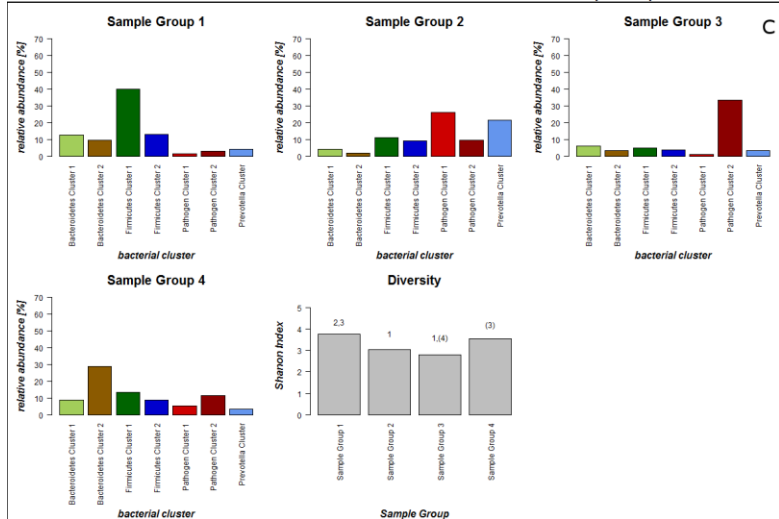 C
Sample Group 1
relative abundance [%]
70
60
50
40
30
20
10
0
Bacteroidetes Cluster 1
Bacteroidetes Cluster 2
Firmicutes Cluster 1
Firmicutes Cluster 2
Pathogen Cluster 1
Pathogen Cluster 2
Prevotella Cluster
bacterial cluster
Sample Group 2
relative abundance [%]
70
60
50
40
30
20
10
0
Bacteroidetes Cluster 1
Bacteroidetes Cluster 2
Firmicutes Cluster 1
Firmicutes Cluster 2
Pathogen Cluster 1
Pathogen Cluster 2
Prevotella Cluster
bacterial cluster
Sample Group 3
relative abundance [%]
70
60
50
40
30
20
10
0
Bacteroidetes Cluster 1
Bacteroidetes Cluster 2
Firmicutes Cluster 1
Firmicutes Cluster 2
Pathogen Cluster 1
Pathogen Cluster 2
Prevotella Cluster
bacterial cluster
Sample Group 4
relative abundance [%]
70
60
50
40
30
20
10
0
Bacteroidetes Cluster 1
Bacteroidetes Cluster 2
Firmicutes Cluster 1
Firmicutes Cluster 2
Pathogen Cluster 1
Pathogen Cluster 2
Prevotella Cluster
bacterial cluster
Diversity
Shanon Index
5
4
3
2
1
0
2,3
1
1,(4)
(3)
Sample Group 1
Sample Group 2
Sample Group 3
Sample Group 4
Sample Group